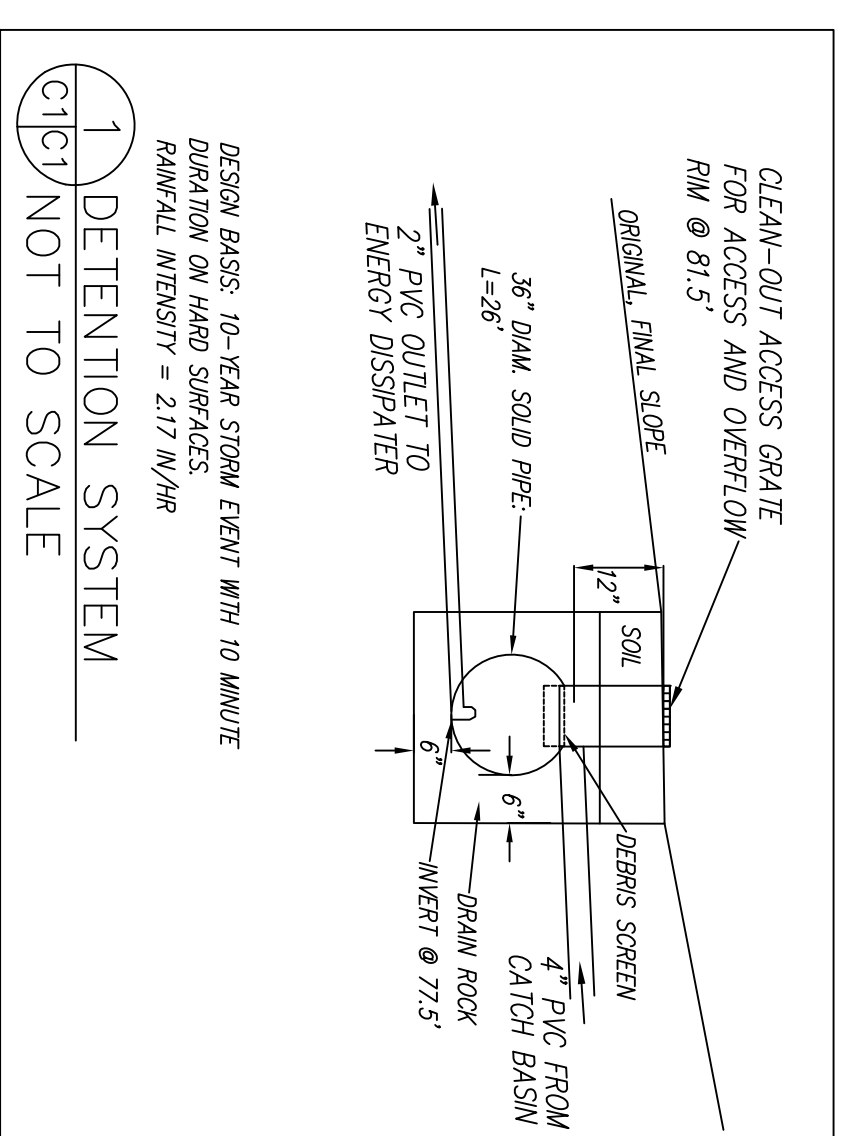 CLEAN-OUT ACCESS GRATE
FOR ACCESS AND OVERFLOW
RIM @ 81.5'
ORIGINAL, FINAL SLOPE
12"
SOIL
36" DIAM. SOLID PIPE:
L=26'
DEBRIS SCREEN
4" PVC FROM
CATCH BASIN
6"
6"
DRAIN ROCK
INVERT @ 77.5'
2" PVC OUTLET TO
ENERGY DISSIPATER
DESIGN BASIS: 10-YEAR STORM EVENT WITH 10 MINUTE
DURATION ON HARD SURFACES.
RAINFALL INTENSITY = 2.17 IN/HR
1
C1 C1
DETENTION SYSTEM
NOT TO SCALE